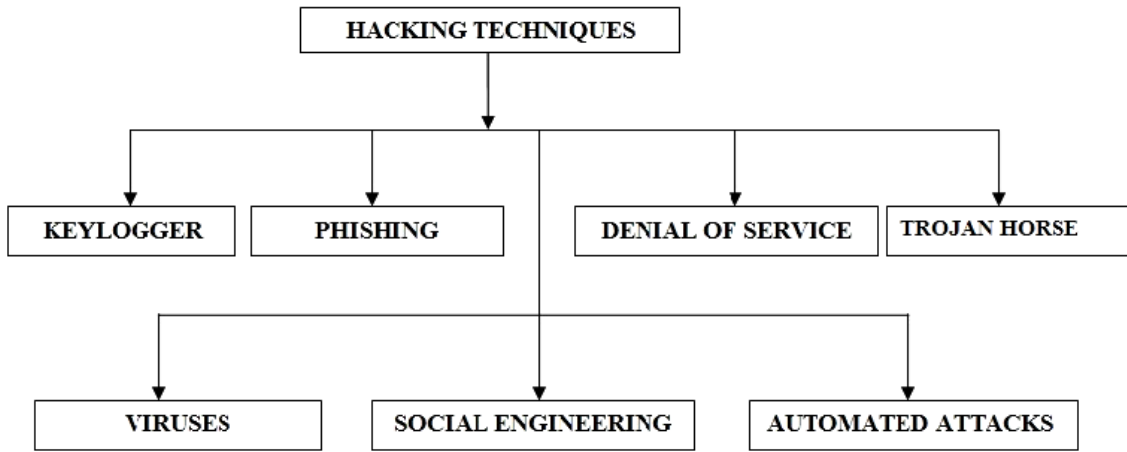 HACKING TECHNIQUES
KEYLOGGER
PHISHING
DENIAL OF SERVICE
TROJAN HORSE
VIRUSES
SOCIAL ENGINEERING
AUTOMATED ATTACKS